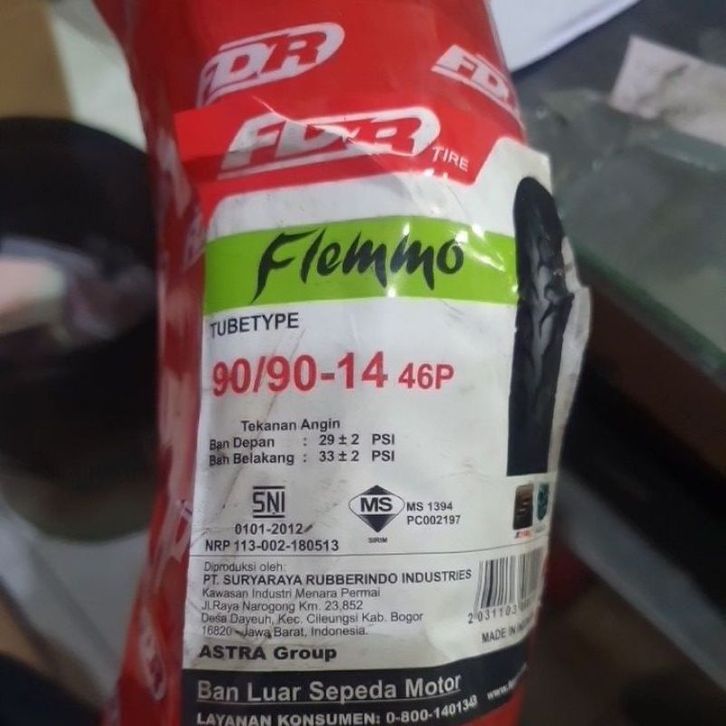 FDR
FDR
FDR TIRE
Flemmo
TUBETYPE
90/90-14 46P
Tekanan Angin
Ban Depan : 29 ± 2 PSI
Ban Belakang : 33 ± 2 PSI
SNI
0101-2012
NRP 113-002-180513
MS
SIRIM
MS 1394
PC002197
Diproduksi oleh:
PT. SURYARAYA RUBBERINDO INDUSTRIES
Kawasan Industri Menara Permai
Jl.Raya Narogong Km. 23,852
Desa Dayeuh, Kec. Cileungsi Kab. Bogor
16820 - Jawa Barat, Indonesia.
ASTRA Group
MADE IN
Ban Luar Sepeda Motor
LAYANAN KONSUMEN: 0-800-1401343